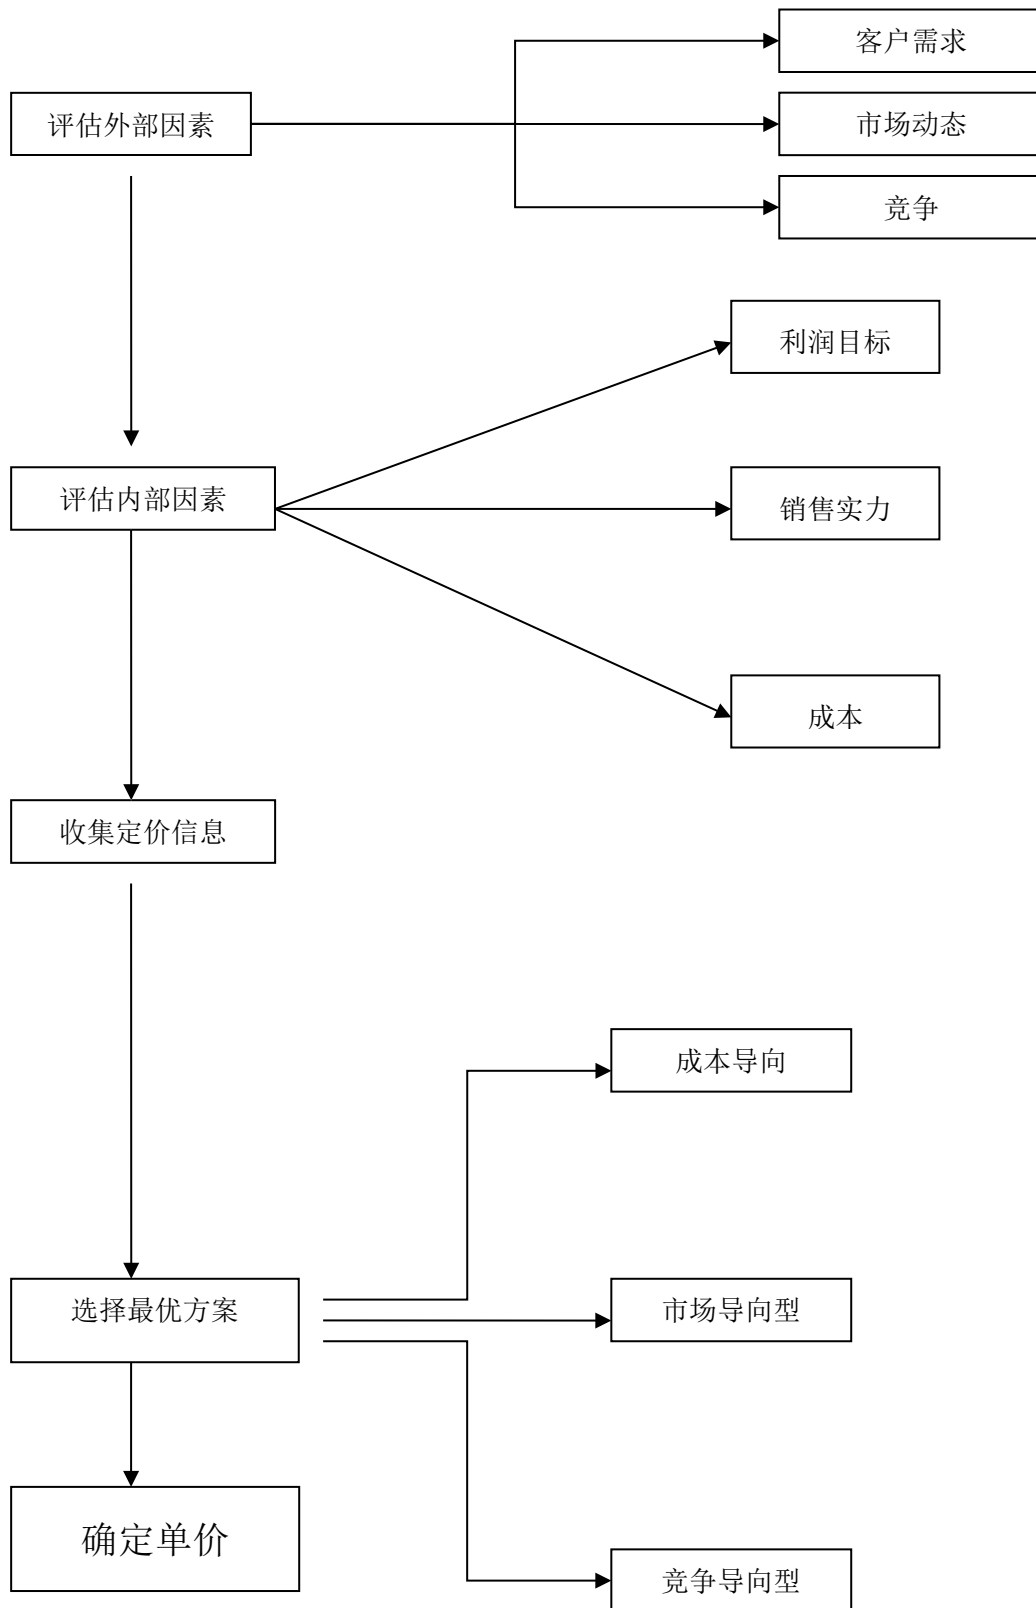 客户需求
评估外部因素
市场动态
竞争
利润目标
评估内部因素
销售实力
成本
收集定价信息
成本导向
选择最优方案
市场导向型
确定单价
竞争导向型